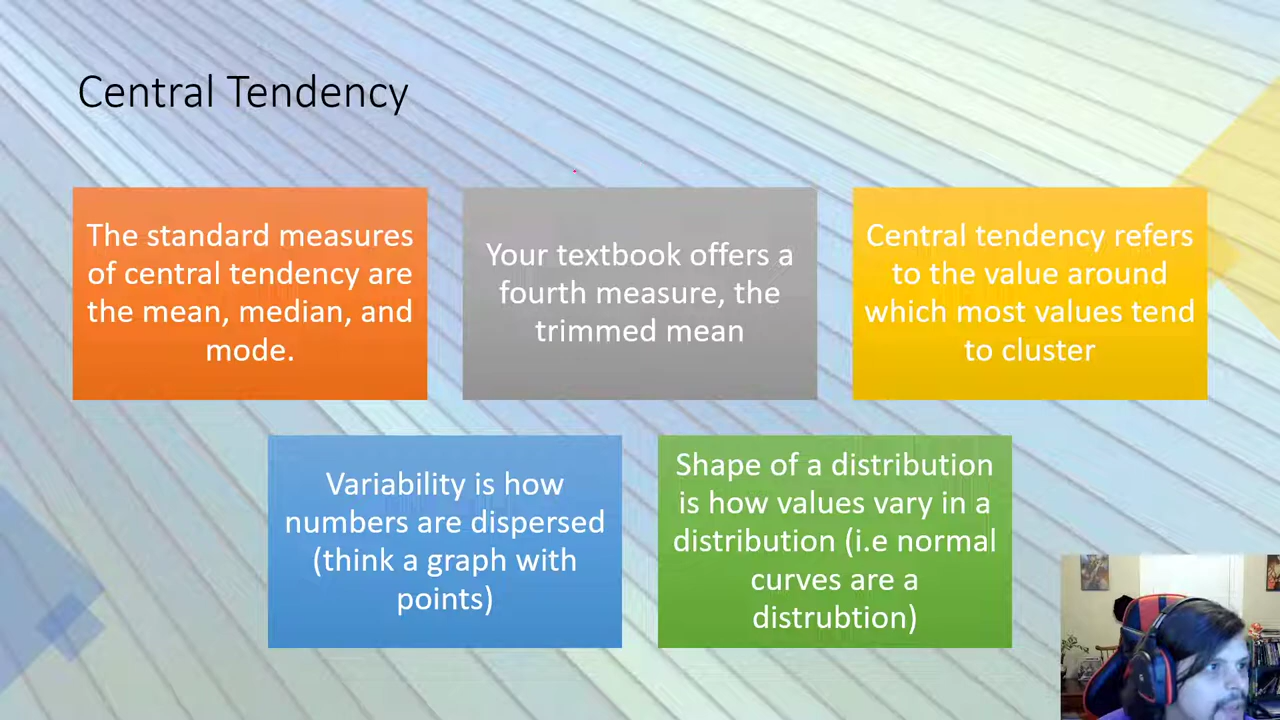 Central Tendency
The standard measures
of central tendency are
the mean, median, and
mode.
Your textbook offers a
fourth measure, the
trimmed mean
Central tendency refers
to the value around
which most values tend
to cluster
Variability is how
numbers are dispersed
(think a graph with
points)
Shape of a distribution
is how values vary in a
distribution (i.e normal
curves are a
distrubtion)